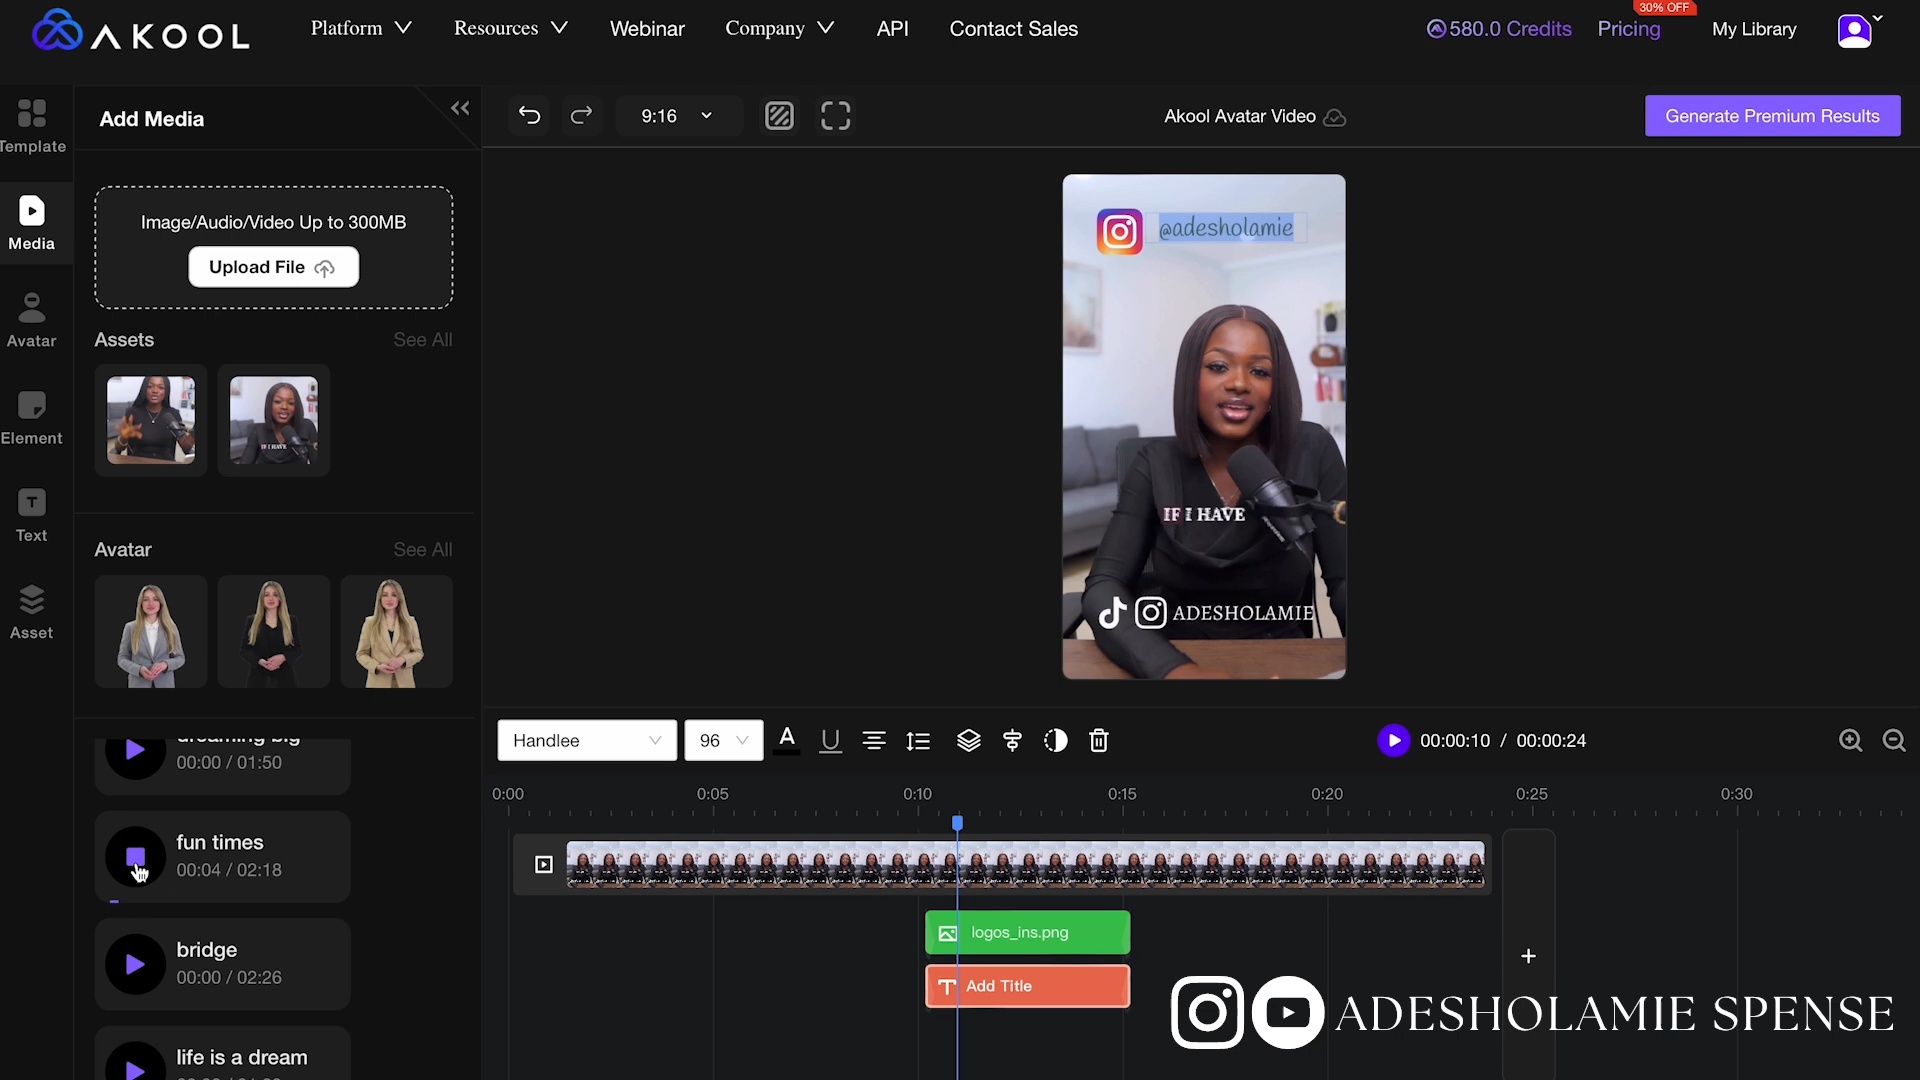 AKOOL
Platform
Resources
Webinar
Company
API
Contact Sales
580.0 Credits
Pricing
30% OFF
My Library
Template
Media
Avatar
Element
Text
Asset
Add Media
Image/Audio/Video Up to 300MB
Upload File
Assets
See All
IF I HAVE
Avatar
See All
dreaming big
00:00 / 01:50
fun times
00:04 / 02:18
bridge
00:00 / 02:26
life is a dream
9:16
Akool Avatar Video
Generate Premium Results
@adesholamie
IF I HAVE
ADESHOLAMIE
Handlee
96
A
00:00:10 / 00:00:24
0:00
0:05
0:10
0:15
0:20
0:25
0:30
logos_ins.png
T Add Title
ADESHOLAMIE SPENSE